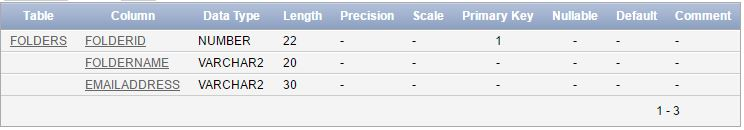 Table Column Data Type Length Precision Scale Primary Key Nullable Default Comment
FOLDERS FOLDERID NUMBER 22 - - 1 - - -
FOLDERNAME VARCHAR2 20 - - - - - -
EMAILADDRESS VARCHAR2 30 - - - - - -
1 - 3